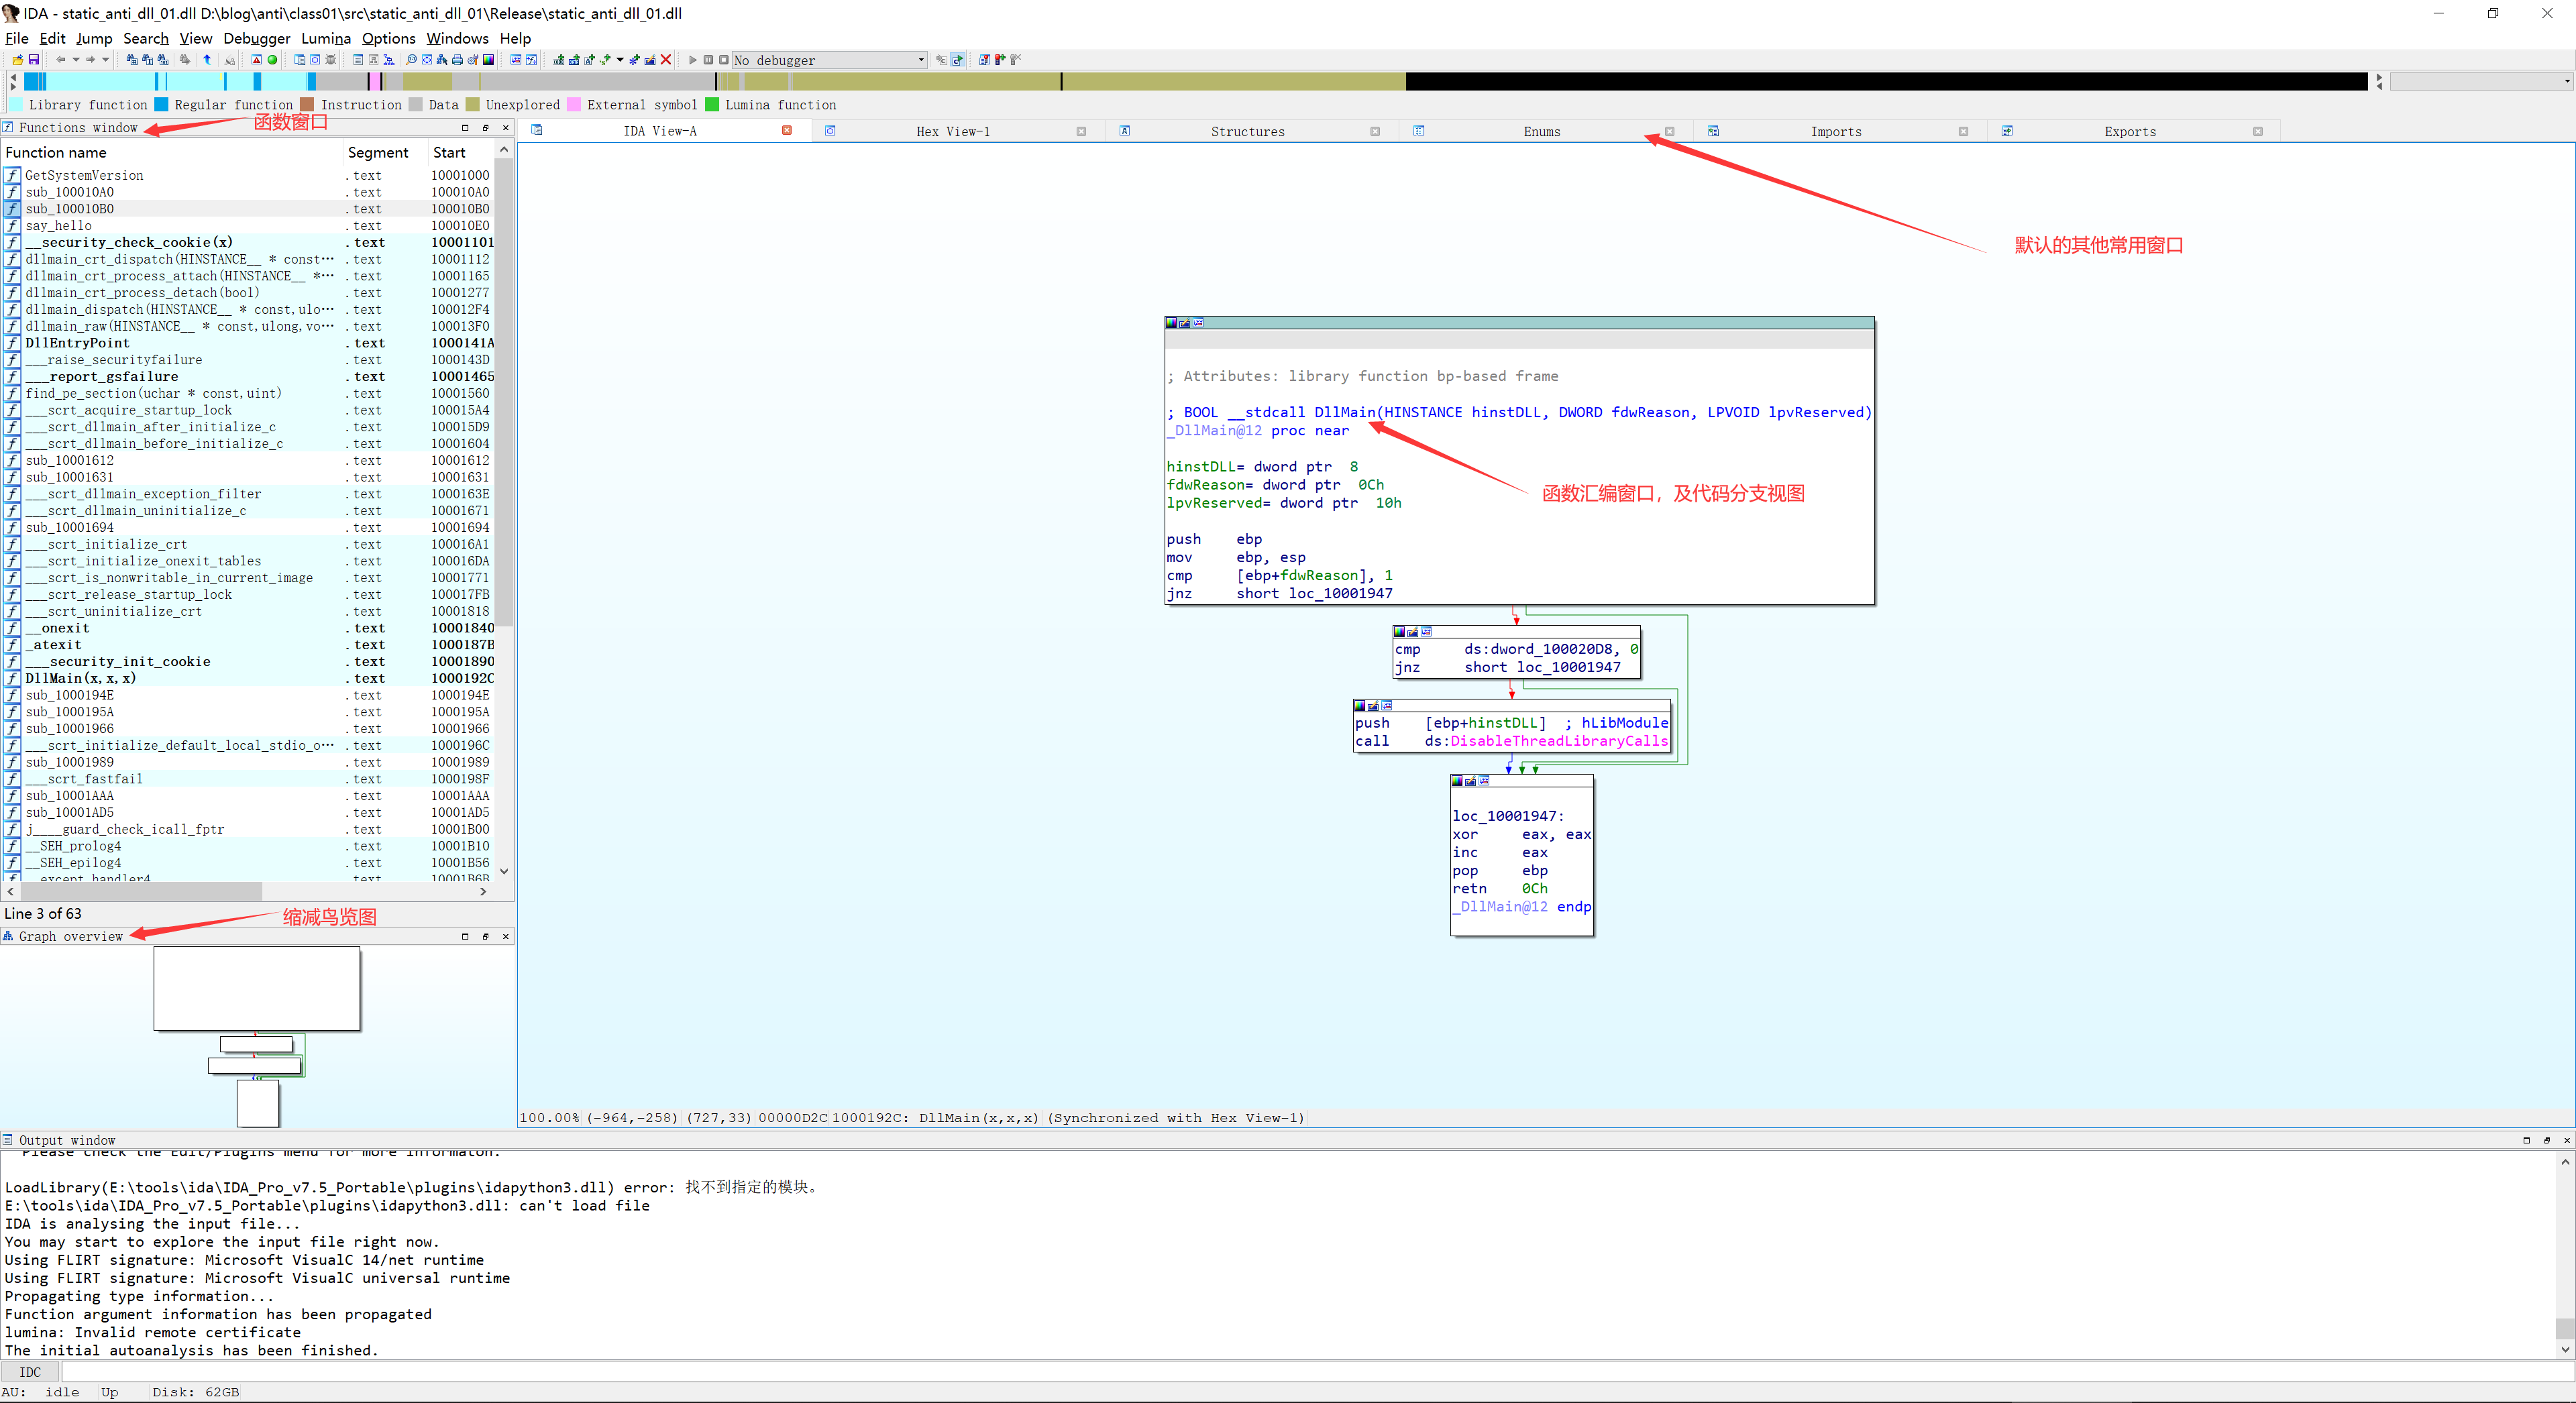 IDA - static_anti_dll_01.dll D:\blog\anti\class01\src\static_anti_dll_01\Release\static_anti_dll_01.dll
File Edit Jump Search View Debugger Lumina Options Windows Help
No debugger
Library function Regular function Instruction Data Unexplored External symbol Lumina function
Functions window
函数窗口
Function name Segment Start
GetSystemVersion .text 10001000
sub_100010A0 .text 100010A0
sub_100010B0 .text 100010B0
say_hello .text 100010E0
__security_check_cookie(x) .text 10001101
dllmain_crt_dispatch(HINSTANCE__ * const… .text 10001112
dllmain_crt_process_attach(HINSTANCE__ *… .text 10001165
dllmain_crt_process_detach(bool) .text 10001277
dllmain_dispatch(HINSTANCE__ * const,ulo… .text 100012F4
dllmain_raw(HINSTANCE__ * const,ulong,vo… .text 100013F0
DllEntryPoint .text 1000141A
___raise_securityfailure .text 1000143D
___report_gsfailure .text 10001465
find_pe_section(uchar * const,uint) .text 10001560
___scrt_acquire_startup_lock .text 100015A4
___scrt_dllmain_after_initialize_c .text 100015D9
___scrt_dllmain_before_initialize_c .text 10001604
sub_10001612 .text 10001612
sub_10001631 .text 10001631
___scrt_dllmain_exception_filter .text 1000163E
___scrt_dllmain_uninitialize_c .text 10001671
sub_10001694 .text 10001694
___scrt_initialize_crt .text 100016A1
___scrt_initialize_onexit_tables .text 100016DA
___scrt_is_nonwritable_in_current_image .text 10001771
___scrt_release_startup_lock .text 100017FB
___scrt_uninitialize_crt .text 10001818
__onexit .text 10001840
_atexit .text 1000187B
___security_init_cookie .text 10001890
DllMain(x,x,x) .text 1000192C
sub_1000194E .text 1000194E
sub_1000195A .text 1000195A
sub_10001966 .text 10001966
___scrt_initialize_default_local_stdio_o… .text 1000196C
sub_10001989 .text 10001989
___scrt_fastfail .text 1000198F
sub_10001AAA .text 10001AAA
sub_10001AD5 .text 10001AD5
j____guard_check_icall_fptr .text 10001B00
__SEH_prolog4 .text 10001B10
__SEH_epilog4 .text 10001B56
except_handler4 .text 10001B6B
Line 3 of 63
缩减鸟览图
Graph overview
IDA View-A Hex View-1 Structures Enums Imports Exports
默认的其他常用窗口
; Attributes: library function bp-based frame
; BOOL __stdcall DllMain(HINSTANCE hinstDLL, DWORD fdwReason, LPVOID lpvReserved)
_DllMain@12 proc near
hinstDLL= dword ptr  8
fdwReason= dword ptr  0Ch
lpvReserved= dword ptr  10h
函数汇编窗口，及代码分支视图
push ebp
mov ebp, esp
cmp [ebp+fdwReason], 1
jnz short loc_10001947
cmp ds:dword_100020D8, 0
jnz short loc_10001947
push [ebp+hinstDLL] ; hLibModule
call ds:DisableThreadLibraryCalls
loc_10001947:
xor eax, eax
inc eax
pop ebp
retn 0Ch
_DllMain@12 endp
100.00% (-964,-258) (727,33) 00000D2C 1000192C: DllMain(x,x,x) (Synchronized with Hex View-1)
Output window
Please check the Edit/Plugins menu for more informaton.
LoadLibrary(E:\tools\ida\IDA_Pro_v7.5_Portable\plugins\idapython3.dll) error: 找不到指定的模块。
E:\tools\ida\IDA_Pro_v7.5_Portable\plugins\idapython3.dll: can't load file
IDA is analysing the input file...
You may start to explore the input file right now.
Using FLIRT signature: Microsoft VisualC 14/net runtime
Using FLIRT signature: Microsoft VisualC universal runtime
Propagating type information...
Function argument information has been propagated
lumina: Invalid remote certificate
The initial autoanalysis has been finished.
IDC
AU: idle Up Disk: 62GB